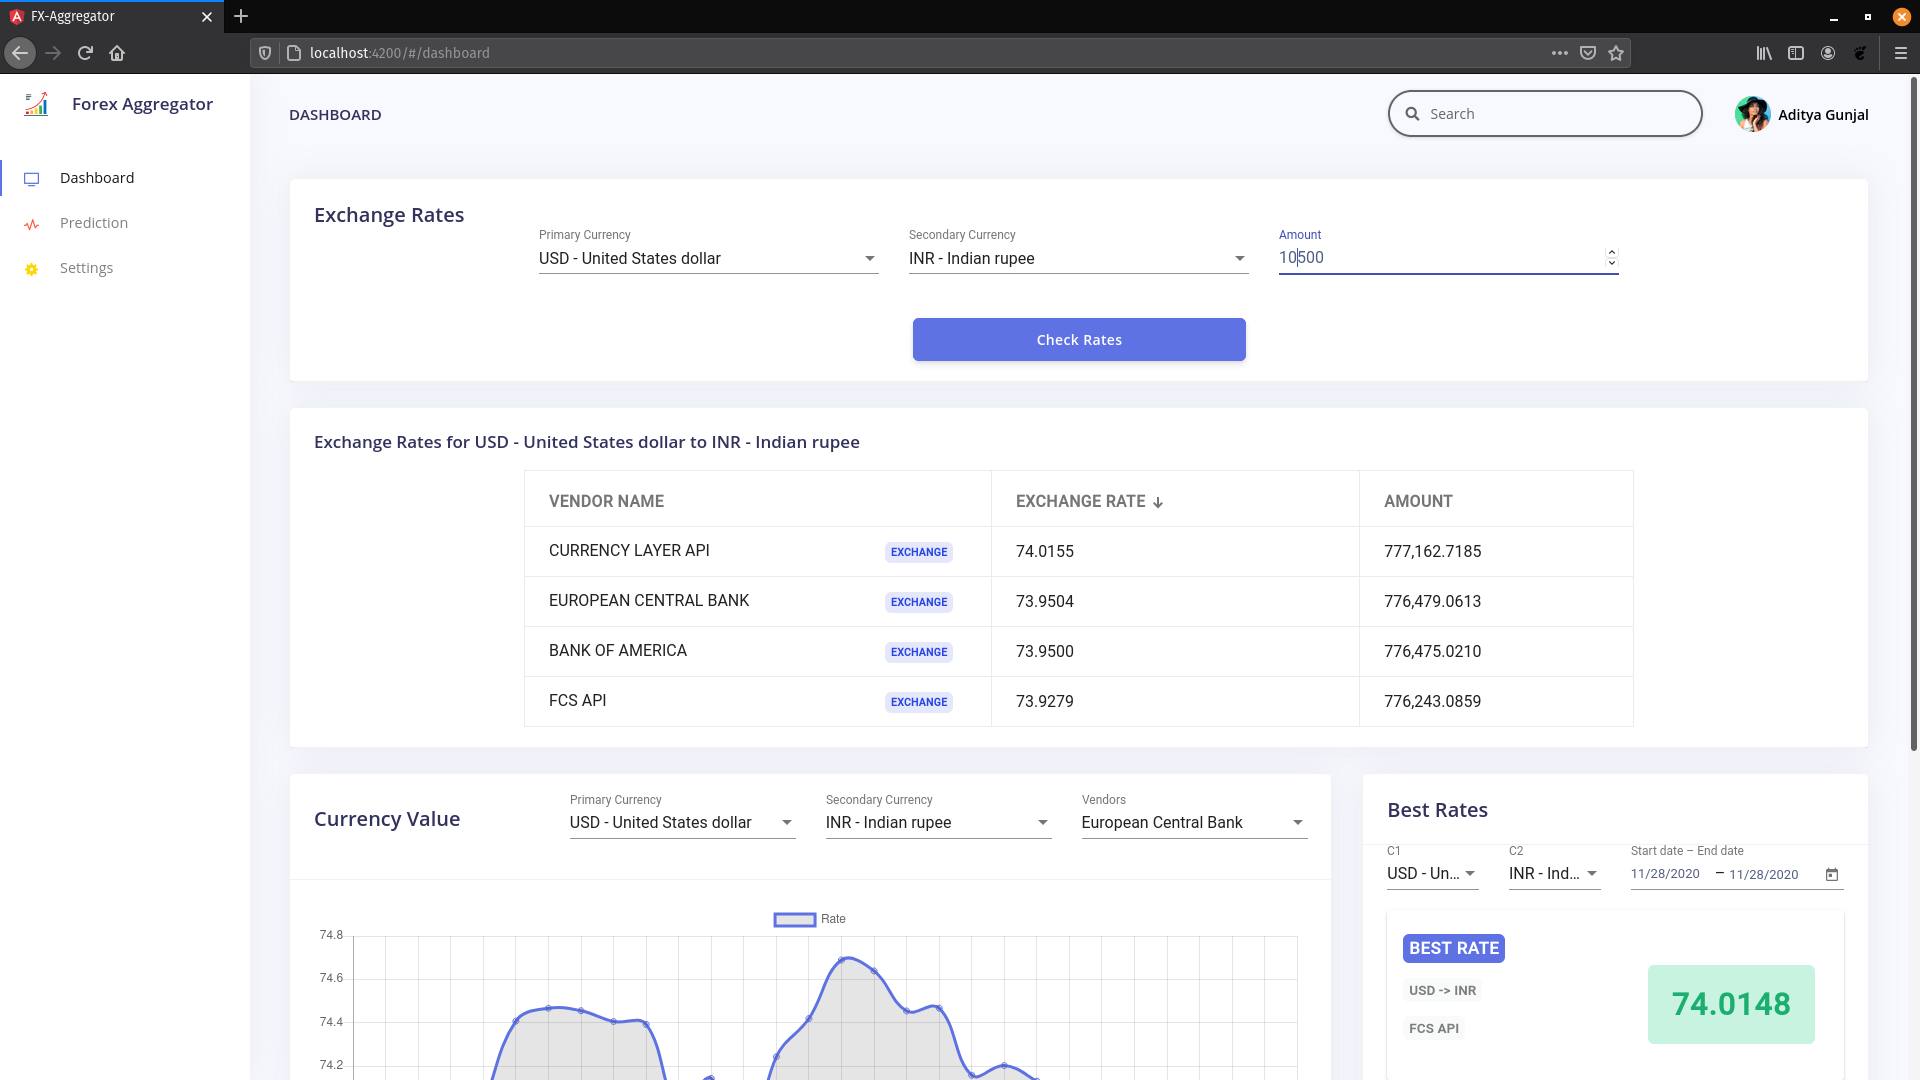 FX-Aggregator
localhost:4200/#/dashboard
Forex Aggregator
DASHBOARD
Search
Aditya Gunjal
Dashboard
Prediction
Settings
Exchange Rates
Primary Currency
USD - United States dollar
Secondary Currency
INR - Indian rupee
Amount
10500
Check Rates
Exchange Rates for USD - United States dollar to INR - Indian rupee
VENDOR NAME EXCHANGE RATE AMOUNT
CURRENCY LAYER API EXCHANGE 74.0155 777,162.7185
EUROPEAN CENTRAL BANK EXCHANGE 73.9504 776,479.0613
BANK OF AMERICA EXCHANGE 73.9500 776,475.0210
FCS API EXCHANGE 73.9279 776,243.0859
Currency Value
Primary Currency
USD - United States dollar
Secondary Currency
INR - Indian rupee
Vendors
European Central Bank
Rate
74.8
74.6
74.4
74.2
Best Rates
C1
USD - Un...
C2
INR - Ind...
Start date – End date
11/28/2020 – 11/28/2020
BEST RATE
USD -> INR
FCS API
74.0148